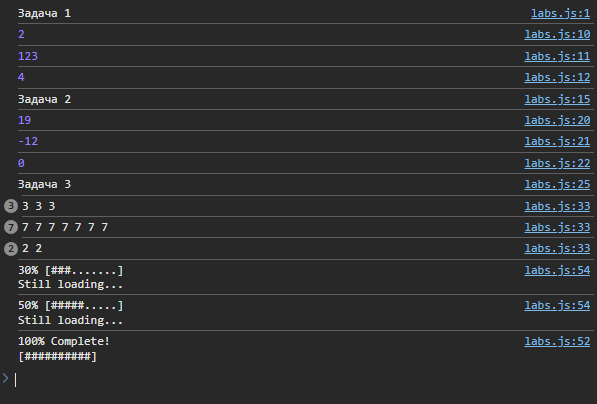 Задача 1 labs.js:1
2 labs.js:10
123 labs.js:11
4 labs.js:12
Задача 2 labs.js:15
19 labs.js:20
-12 labs.js:21
0 labs.js:22
Задача 3 labs.js:25
3 3 3 3 labs.js:33
7 7 7 7 7 7 7 7 labs.js:33
2 2 2 labs.js:33
30% [###.......] labs.js:54
Still loading...
50% [#####.....] labs.js:54
Still loading...
100% Complete! labs.js:52
[##########]
>